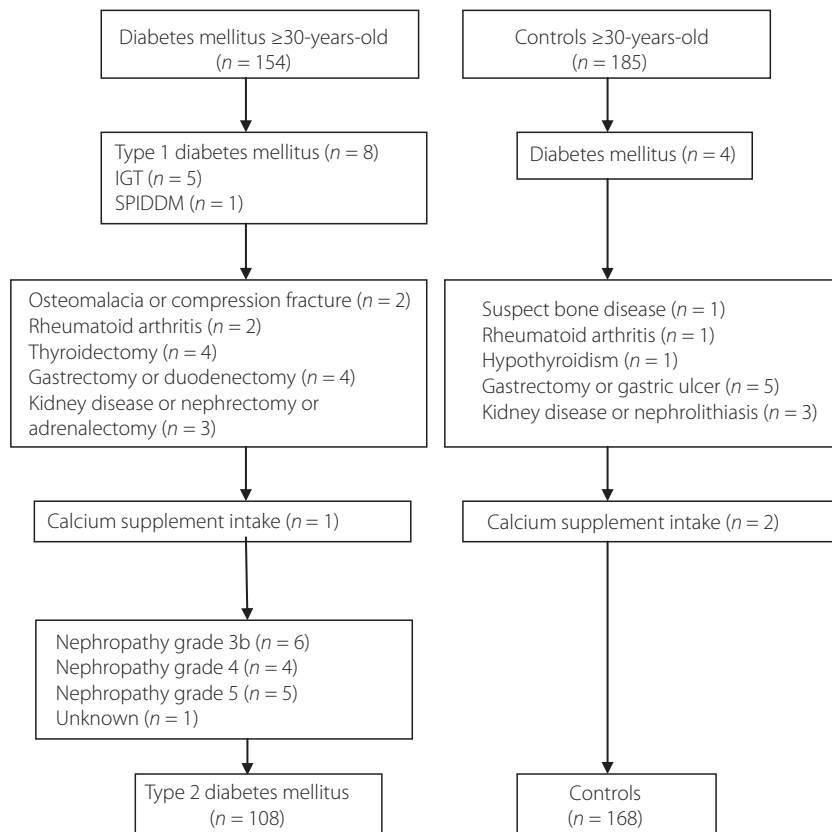 Diabetes mellitus ≥30-years-old
(n = 154)
Type 1 diabetes mellitus (n = 8)
IGT (n = 5)
SPIDDM (n = 1)
Osteomalacia or compression fracture (n = 2)
Rheumatoid arthritis (n = 2)
Thyroidectomy (n = 4)
Gastrectomy or duodenectomy (n = 4)
Kidney disease or nephrectomy or
adrenalectomy (n = 3)
Calcium supplement intake (n = 1)
Nephropathy grade 3b (n = 6)
Nephropathy grade 4 (n = 4)
Nephropathy grade 5 (n = 5)
Unknown (n = 1)
Type 2 diabetes mellitus
(n = 108)
Controls ≥30-years-old
(n = 185)
Diabetes mellitus (n = 4)
Suspect bone disease (n = 1)
Rheumatoid arthritis (n = 1)
Hypothyroidism (n = 1)
Gastrectomy or gastric ulcer (n = 5)
Kidney disease or nephrolithiasis (n = 3)
Calcium supplement intake (n = 2)
Controls
(n = 168)